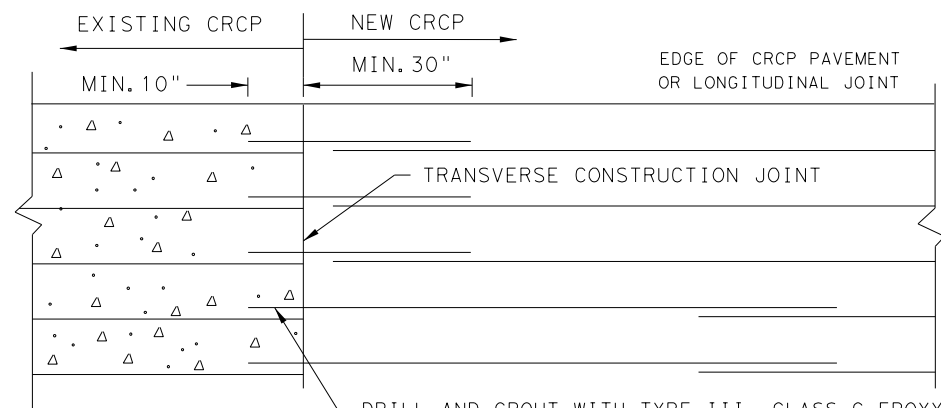 EXISTING CRCP
NEW CRCP
MIN. 10"
MIN. 30"
EDGE OF CRCP PAVEMENT
OR LONGITUDINAL JOINT
TRANSVERSE CONSTRUCTION JOINT
DRILL AND GROUT WITH TYPE III, CLASS C EPOXY